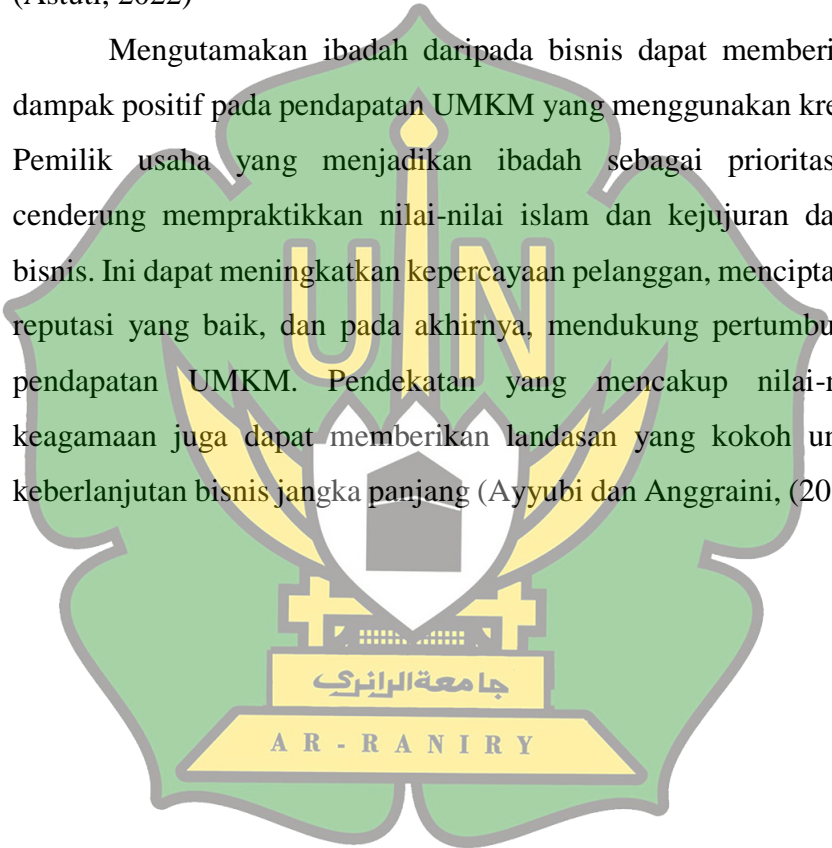 (Astuti, 2022)
Mengutamakan ibadah daripada bisnis dapat memberi
dampak positif pada pendapatan UMKM yang menggunakan kre
Pemilik usaha yang menjadikan ibadah sebagai prioritas
cenderung mempraktikkan nilai-nilai islam dan kejujuran da
bisnis. Ini dapat meningkatkan kepercayaan pelanggan, mencipta
reputasi yang baik, dan pada akhirnya, mendukung pertumbu
pendapatan UMKM. Pendekatan yang mencakup nilai-n
keagamaan juga dapat memberikan landasan yang kokoh un
keberlanjutan bisnis jangka panjang (Ayyubi dan Anggraini, (20
UIN
جامعة الرانري
AR-RANIRY